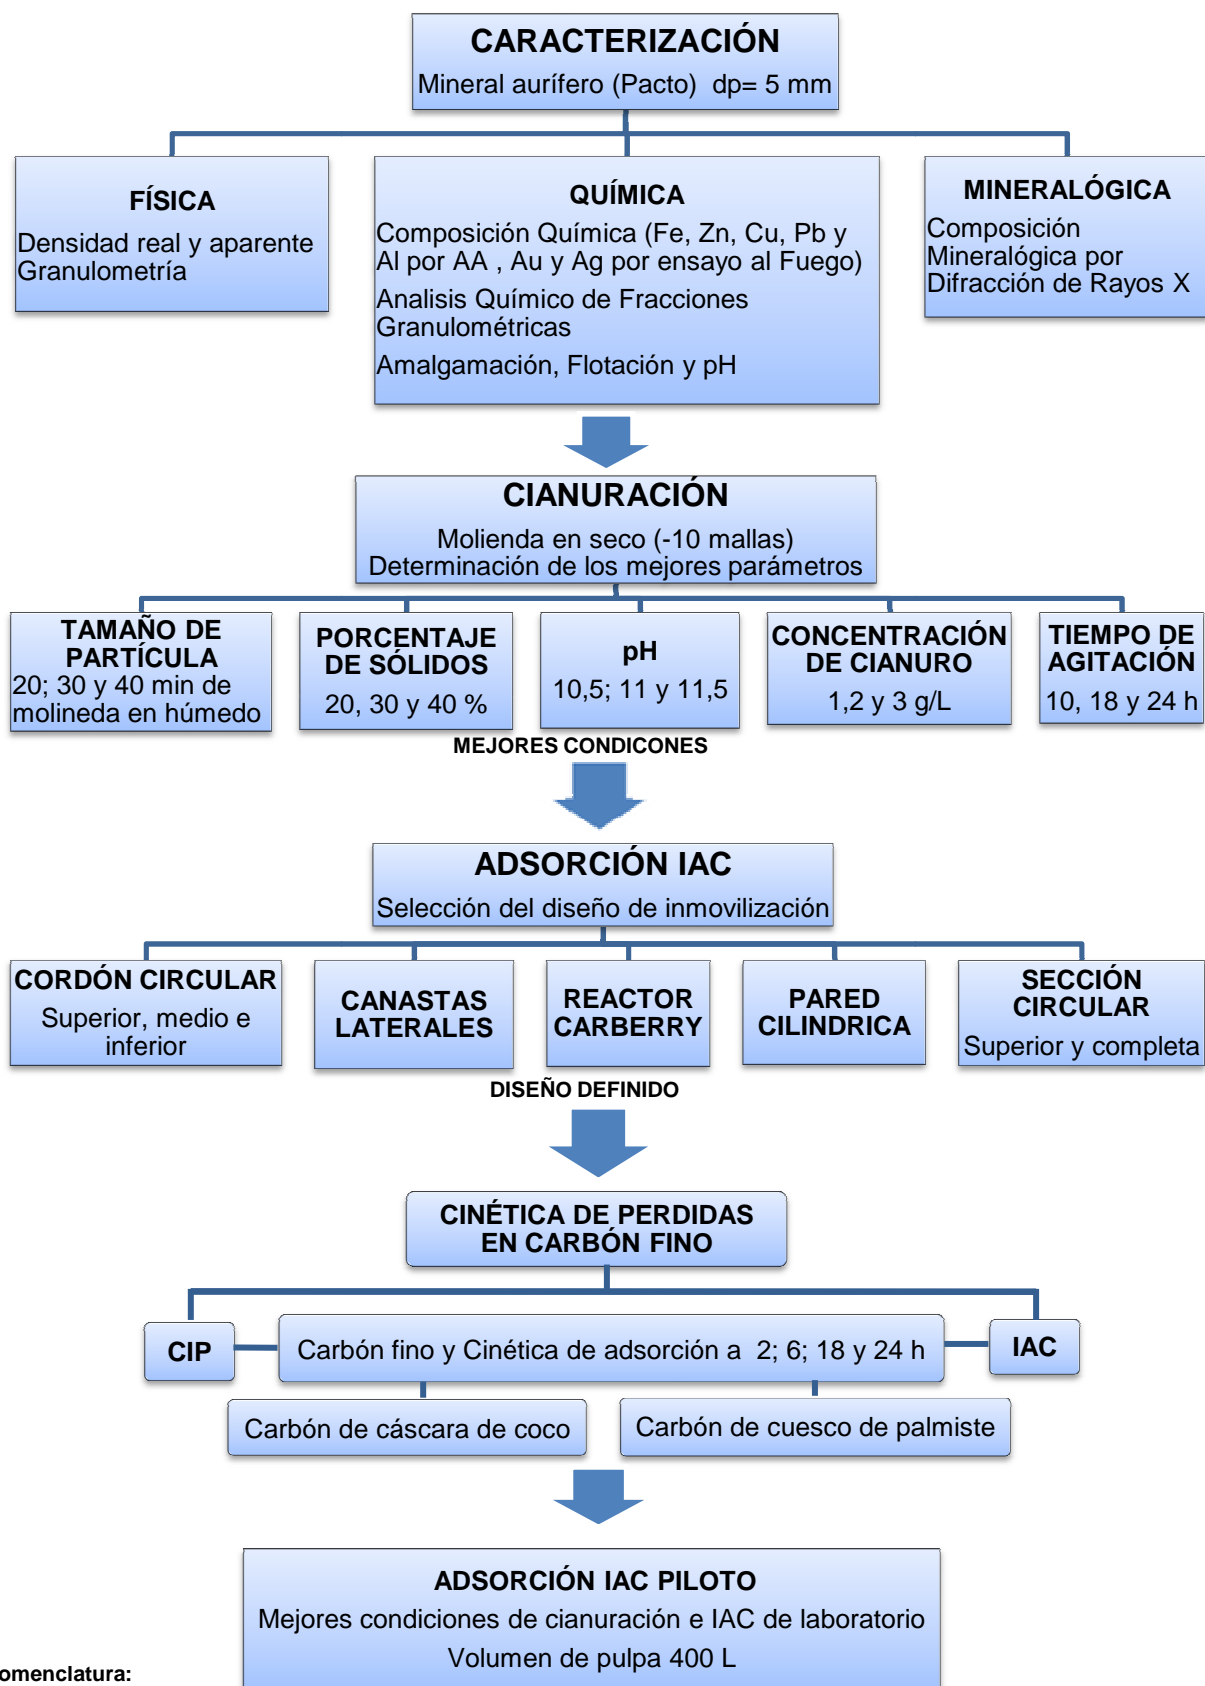 CARACTERIZACIÓN
Mineral aurífero (Pacto) dp= 5 mm
FÍSICA
Densidad real y aparente
Granulometría
QUÍMICA
Composición Química (Fe, Zn, Cu, Pb y
Al por AA , Au y Ag por ensayo al Fuego)
Analisis Químico de Fracciones
Granulométricas
Amalgamación, Flotación y pH
MINERALÓGICA
Composición
Mineralógica por
Difracción de Rayos X
CIANURACIÓN
Molienda en seco (-10 mallas)
Determinación de los mejores parámetros
TAMAÑO DE
PARTÍCULA
20; 30 y 40 min de
molineda en húmedo
PORCENTAJE
DE SÓLIDOS
20, 30 y 40 %
pH
10,5; 11 y 11,5
CONCENTRACIÓN
DE CIANURO
1,2 y 3 g/L
TIEMPO DE
AGITACIÓN
10, 18 y 24 h
MEJORES CONDICONES
ADSORCIÓN IAC
Selección del diseño de inmovilización
CORDÓN CIRCULAR
Superior, medio e
inferior
CANASTAS
LATERALES
REACTOR
CARBERRY
PARED
CILINDRICA
SECCIÓN
CIRCULAR
Superior y completa
DISEÑO DEFINIDO
CINÉTICA DE PERDIDAS
EN CARBÓN FINO
CIP
Carbón fino y Cinética de adsorción a 2; 6; 18 y 24 h
IAC
Carbón de cáscara de coco
Carbón de cuesco de palmiste
ADSORCIÓN IAC PILOTO
Mejores condiciones de cianuración e IAC de laboratorio
Volumen de pulpa 400 L
omenclatura: